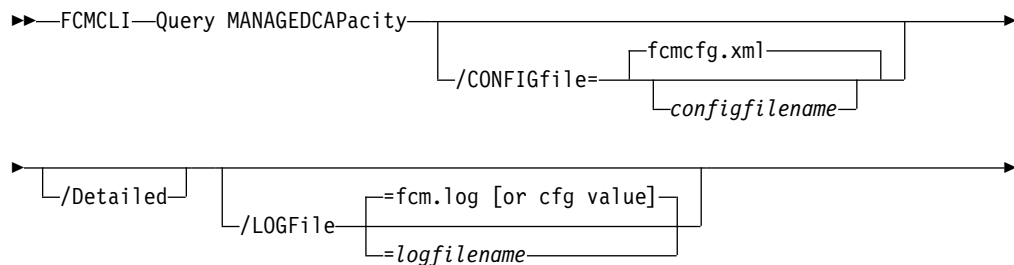 FCMCLI Query MANAGEDCAPacity
fcmcfg.xml
/CONFIGfile=
configfilename
/Detailed
=fcm.log [or cfg value]
/LOGFile
=logfilename